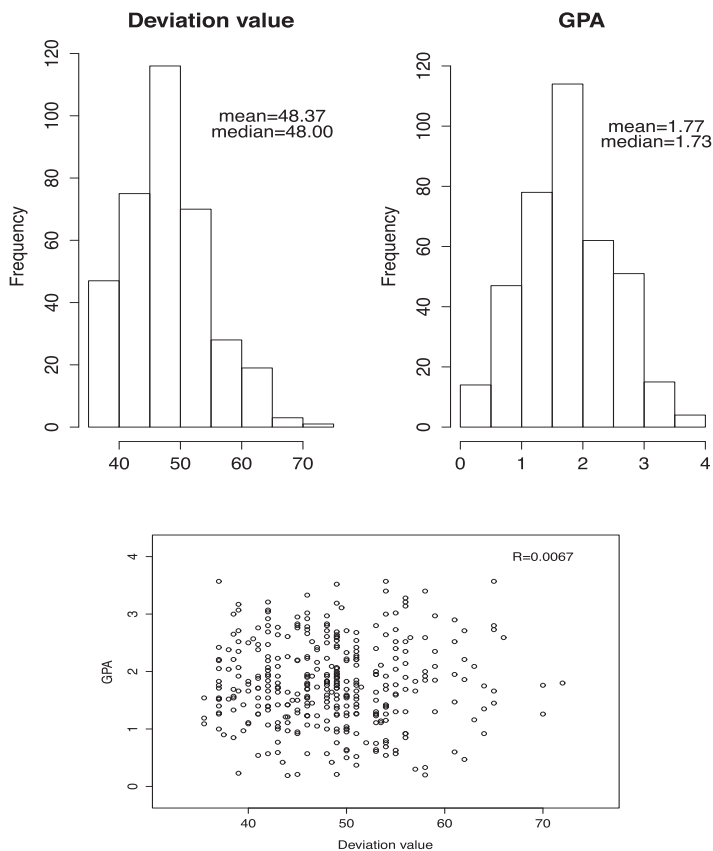 Deviation value
GPA
mean=48.37
median=48.00
mean=1.77
median=1.73
Frequency
0 20 40 60 80 100 120
40 50 60 70
Frequency
0 20 40 60 80 100 120
0 1 2 3 4
R=0.0067
GPA
0 1 2 3 4
40 50 60 70
Deviation value